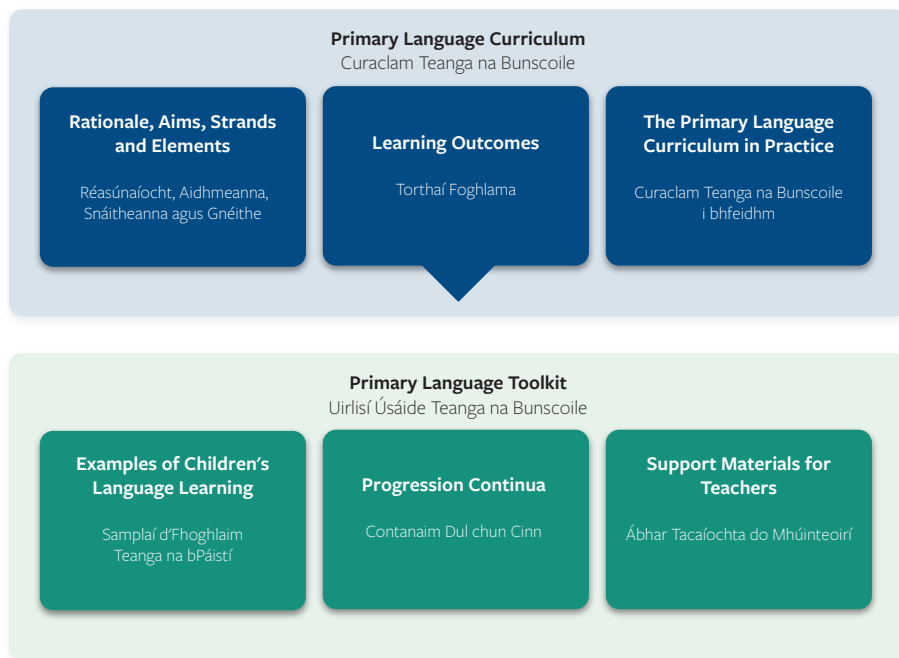 Primary Language Curriculum
Curaclam Teanga na Bunscoile
Rationale, Aims, Strands
and Elements
Réasúnaíocht, Aidhmeanna,
Snáitheanna agus Gnéithe
Learning Outcomes
Torthaí Foghlama
The Primary Language
Curriculum in Practice
Curaclam Teanga na Bunscoile
i bhfeidhm
Primary Language Toolkit
Uirlisí Úsáide Teanga na Bunscoile
Examples of Children's
Language Learning
Samplaí d'Fhoghlaim
Teanga na bPáistí
Progression Continua
Contanaim Dul chun Cinn
Support Materials for
Teachers
Ábhar Tacaíochta do Mhúinteoirí